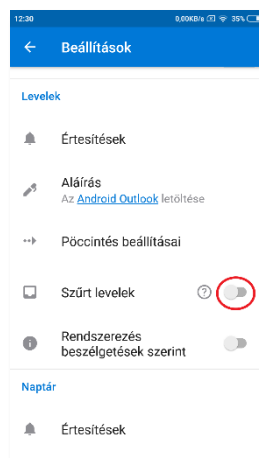 12:30 0,00KB/s 35%
Beállítások
Levelek
Értesítések
Aláírás
Az Android Outlook letöltése
Pöccintés beállításai
Szűrt levelek ?
Rendszerezés
beszélgetések szerint
Naptár
Értesítések